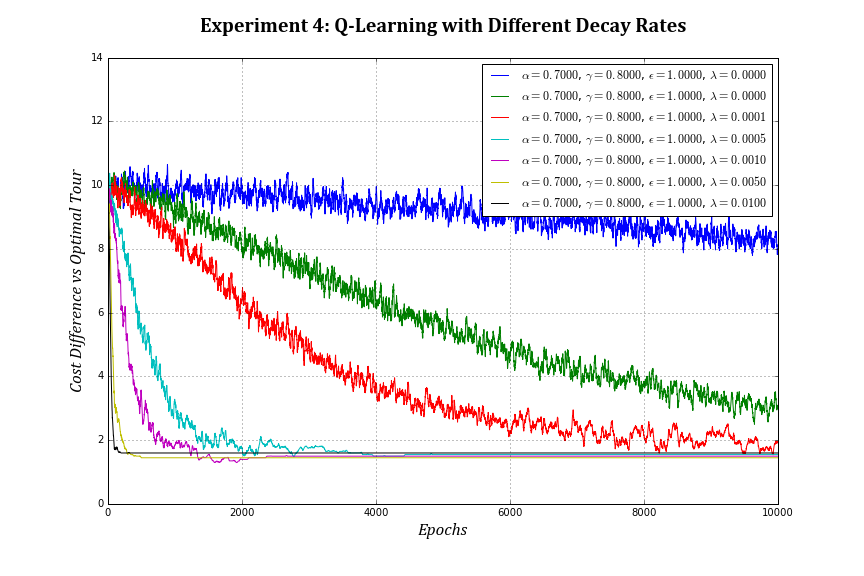 Experiment 4: Q-Learning with Different Decay Rates
14
12
10
8
6
4
2
0
Cost Difference vs Optimal Tour
α = 0.7000, γ = 0.8000, ϵ = 1.0000, λ = 0.0000
α = 0.7000, γ = 0.8000, ϵ = 1.0000, λ = 0.0000
α = 0.7000, γ = 0.8000, ϵ = 1.0000, λ = 0.0001
α = 0.7000, γ = 0.8000, ϵ = 1.0000, λ = 0.0005
α = 0.7000, γ = 0.8000, ϵ = 1.0000, λ = 0.0010
α = 0.7000, γ = 0.8000, ϵ = 1.0000, λ = 0.0050
α = 0.7000, γ = 0.8000, ϵ = 1.0000, λ = 0.0100
0 2000 4000 6000 8000 10000
Epochs